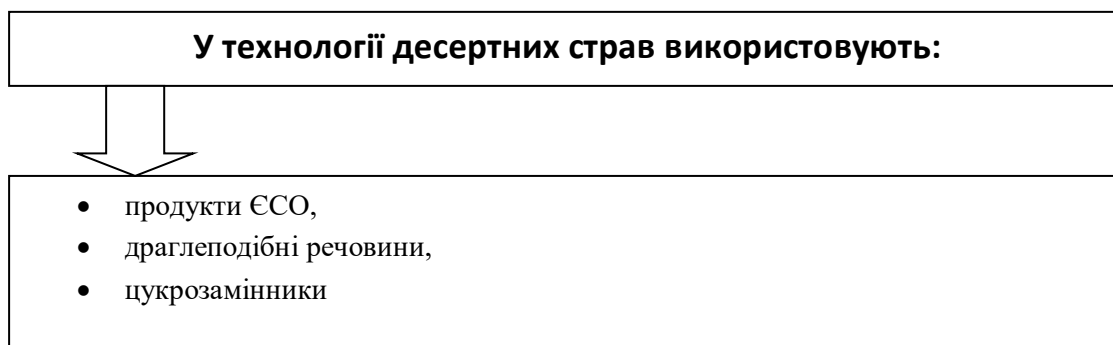 У технології десертних страв використовують:
• продукти ЄСО,
• драглеподібні речовини,
• цукрозамінники